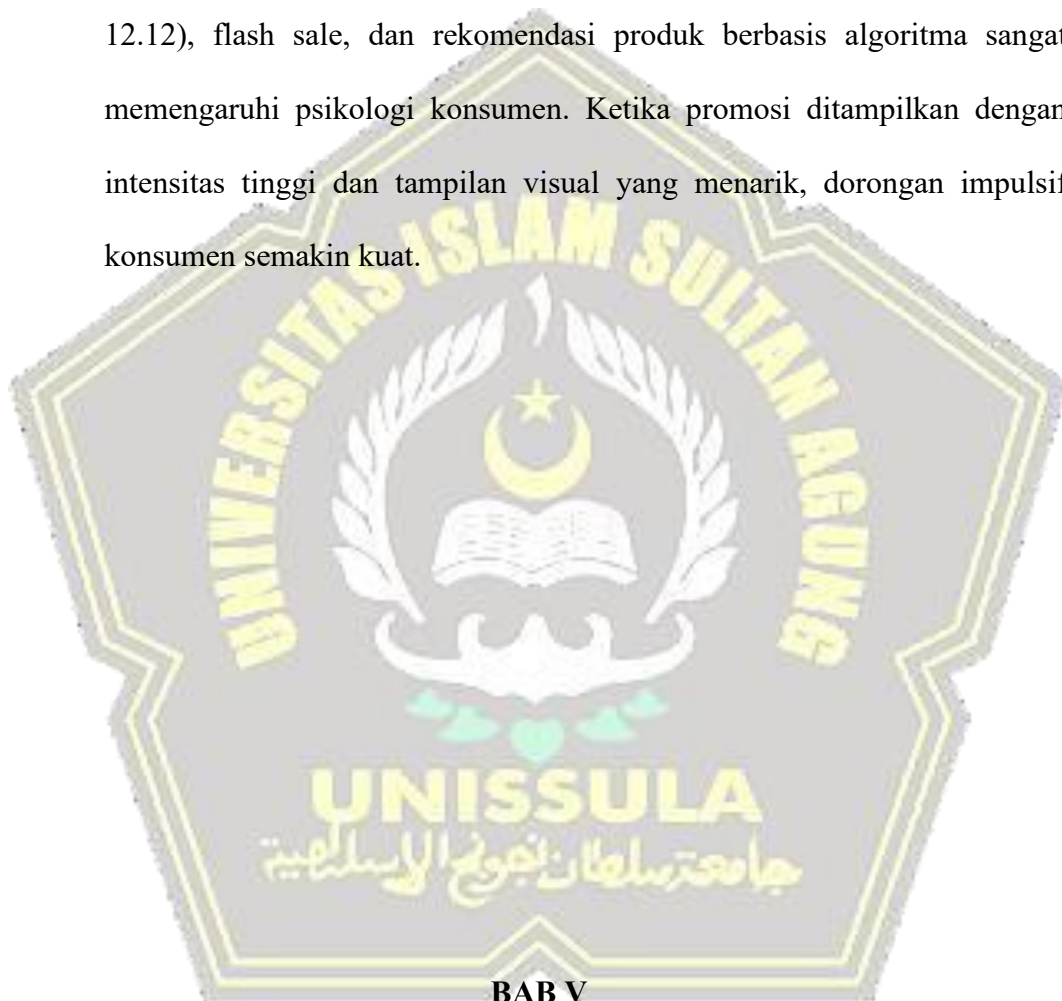 12.12), flash sale, dan rekomendasi produk berbasis algoritma sangat
memengaruhi psikologi konsumen. Ketika promosi ditampilkan dengan
intensitas tinggi dan tampilan visual yang menarik, dorongan impulsif
konsumen semakin kuat.
UNIVERSITAS ISLAM SULTAN AGUNG
UNISSULA
جامعة سلطان أجونج الإسلامية
BAB V